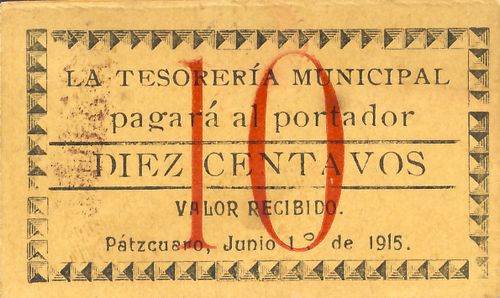 LA TESORERÍA MUNICIPAL
pagará al portador
DIEZ CENTAVOS
VALOR RECIBIDO.
Pátzcuaro, Junio 1º de 1915.
10